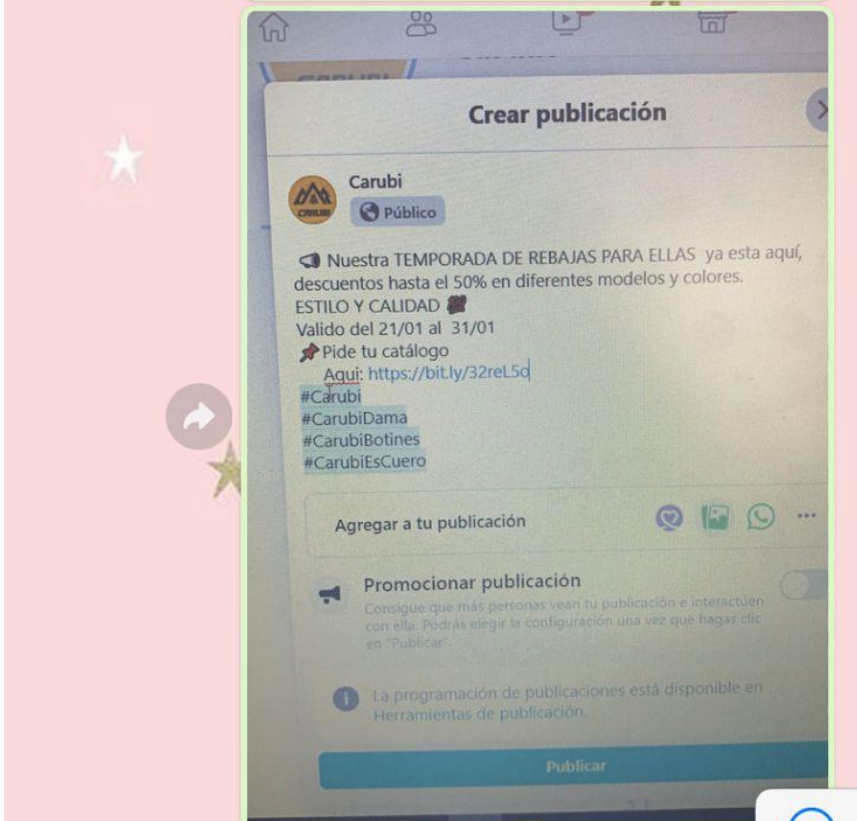 CARUBI
Crear publicación
Carubi
CARUBI
Público
Nuestra TEMPORADA DE REBAJAS PARA ELLAS ya esta aquí,
descuentos hasta el 50% en diferentes modelos y colores.
ESTILO Y CALIDAD
Valido del 21/01 al 31/01
Pide tu catálogo
Aqui: https://bit.ly/32reL5o
#Carubi
#CarubiDama
#CarubiBotines
#CarubiEsCuero
Agregar a tu publicación
Promocionar publicación
Consigue que más personas vean tu publicación e interactúen
con ella. Podrás elegir la configuración una vez que hagas clic
en "Publicar".
La programación de publicaciones está disponible en
Herramientas de publicación.
Publicar